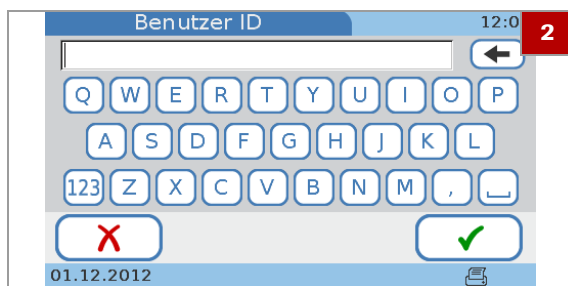 Benutzer ID 12:0
2
Q W E R T Y U I O P
A S D F G H J K L
123 Z X C V B N M ,
01.12.2012